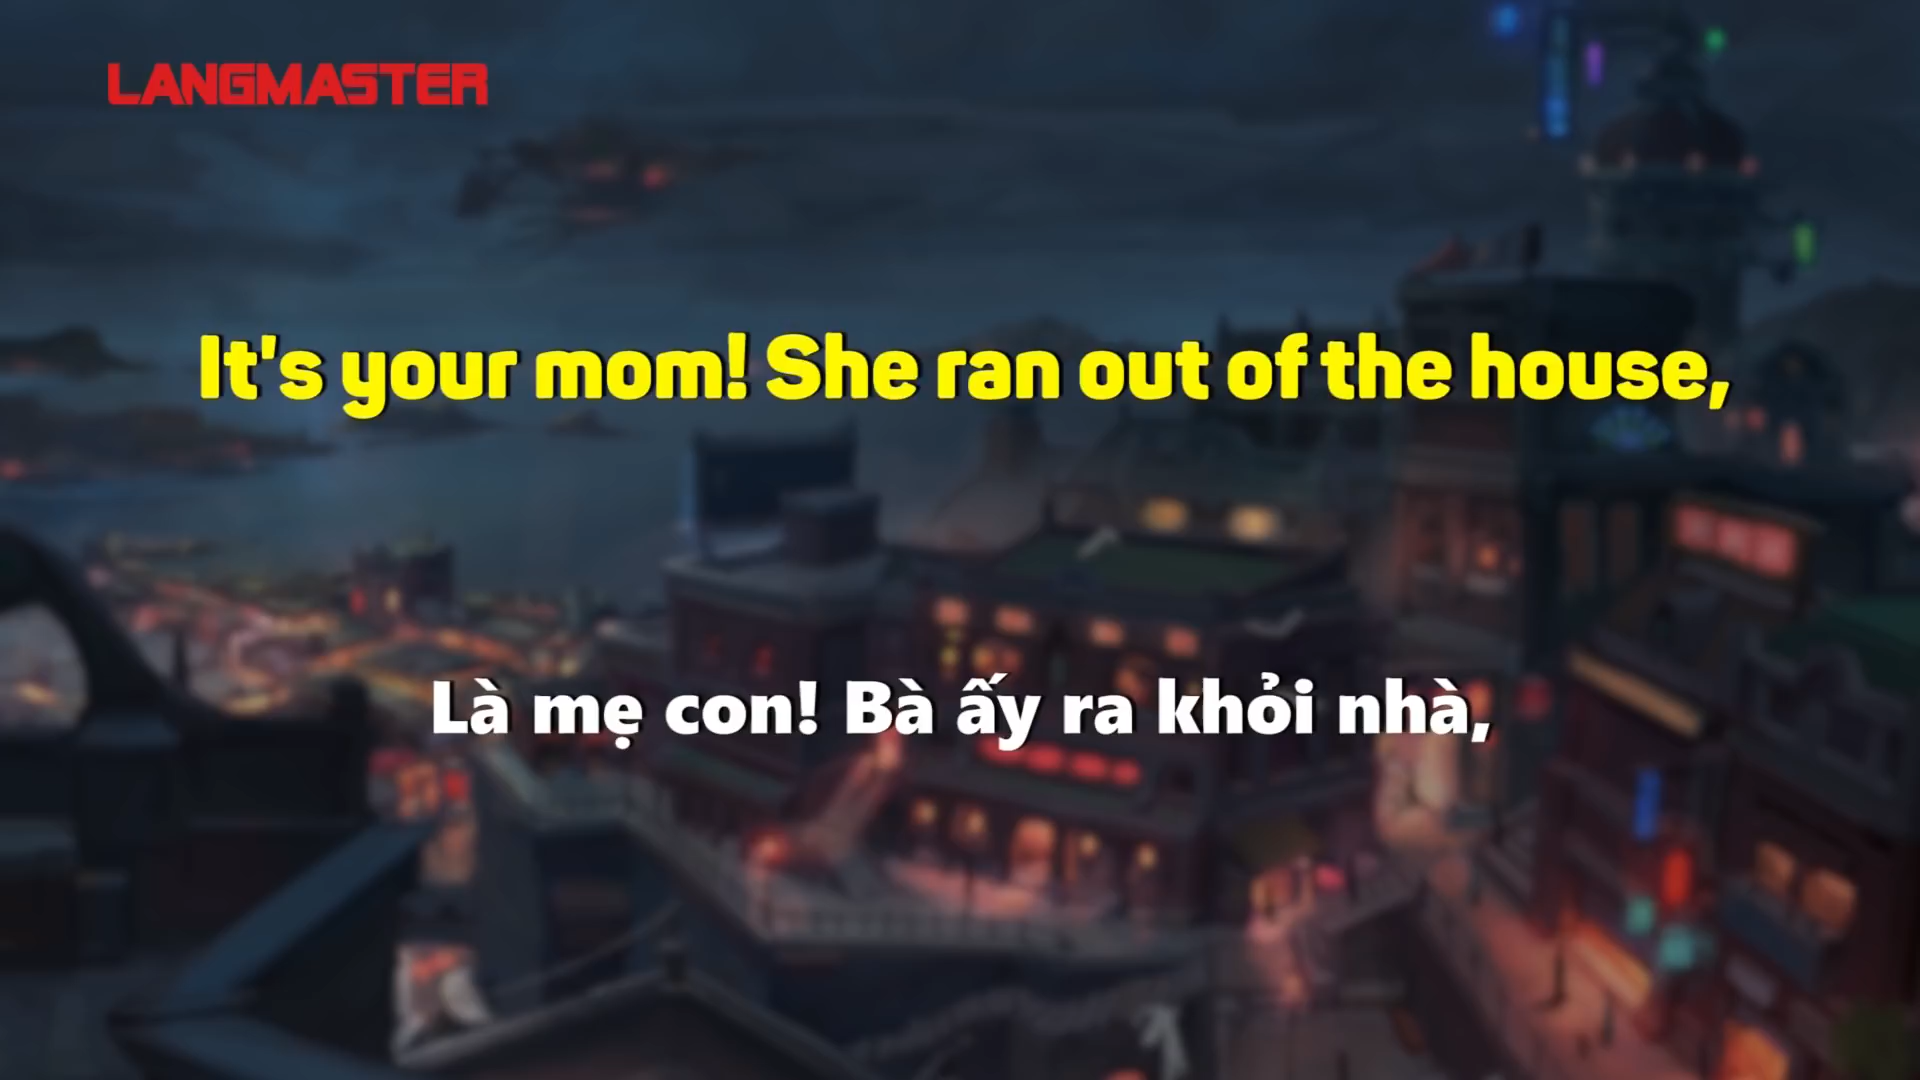 LANGMASTER
It's your mom! She ran out of the house,
Là mẹ con! Bà ấy ra khỏi nhà,